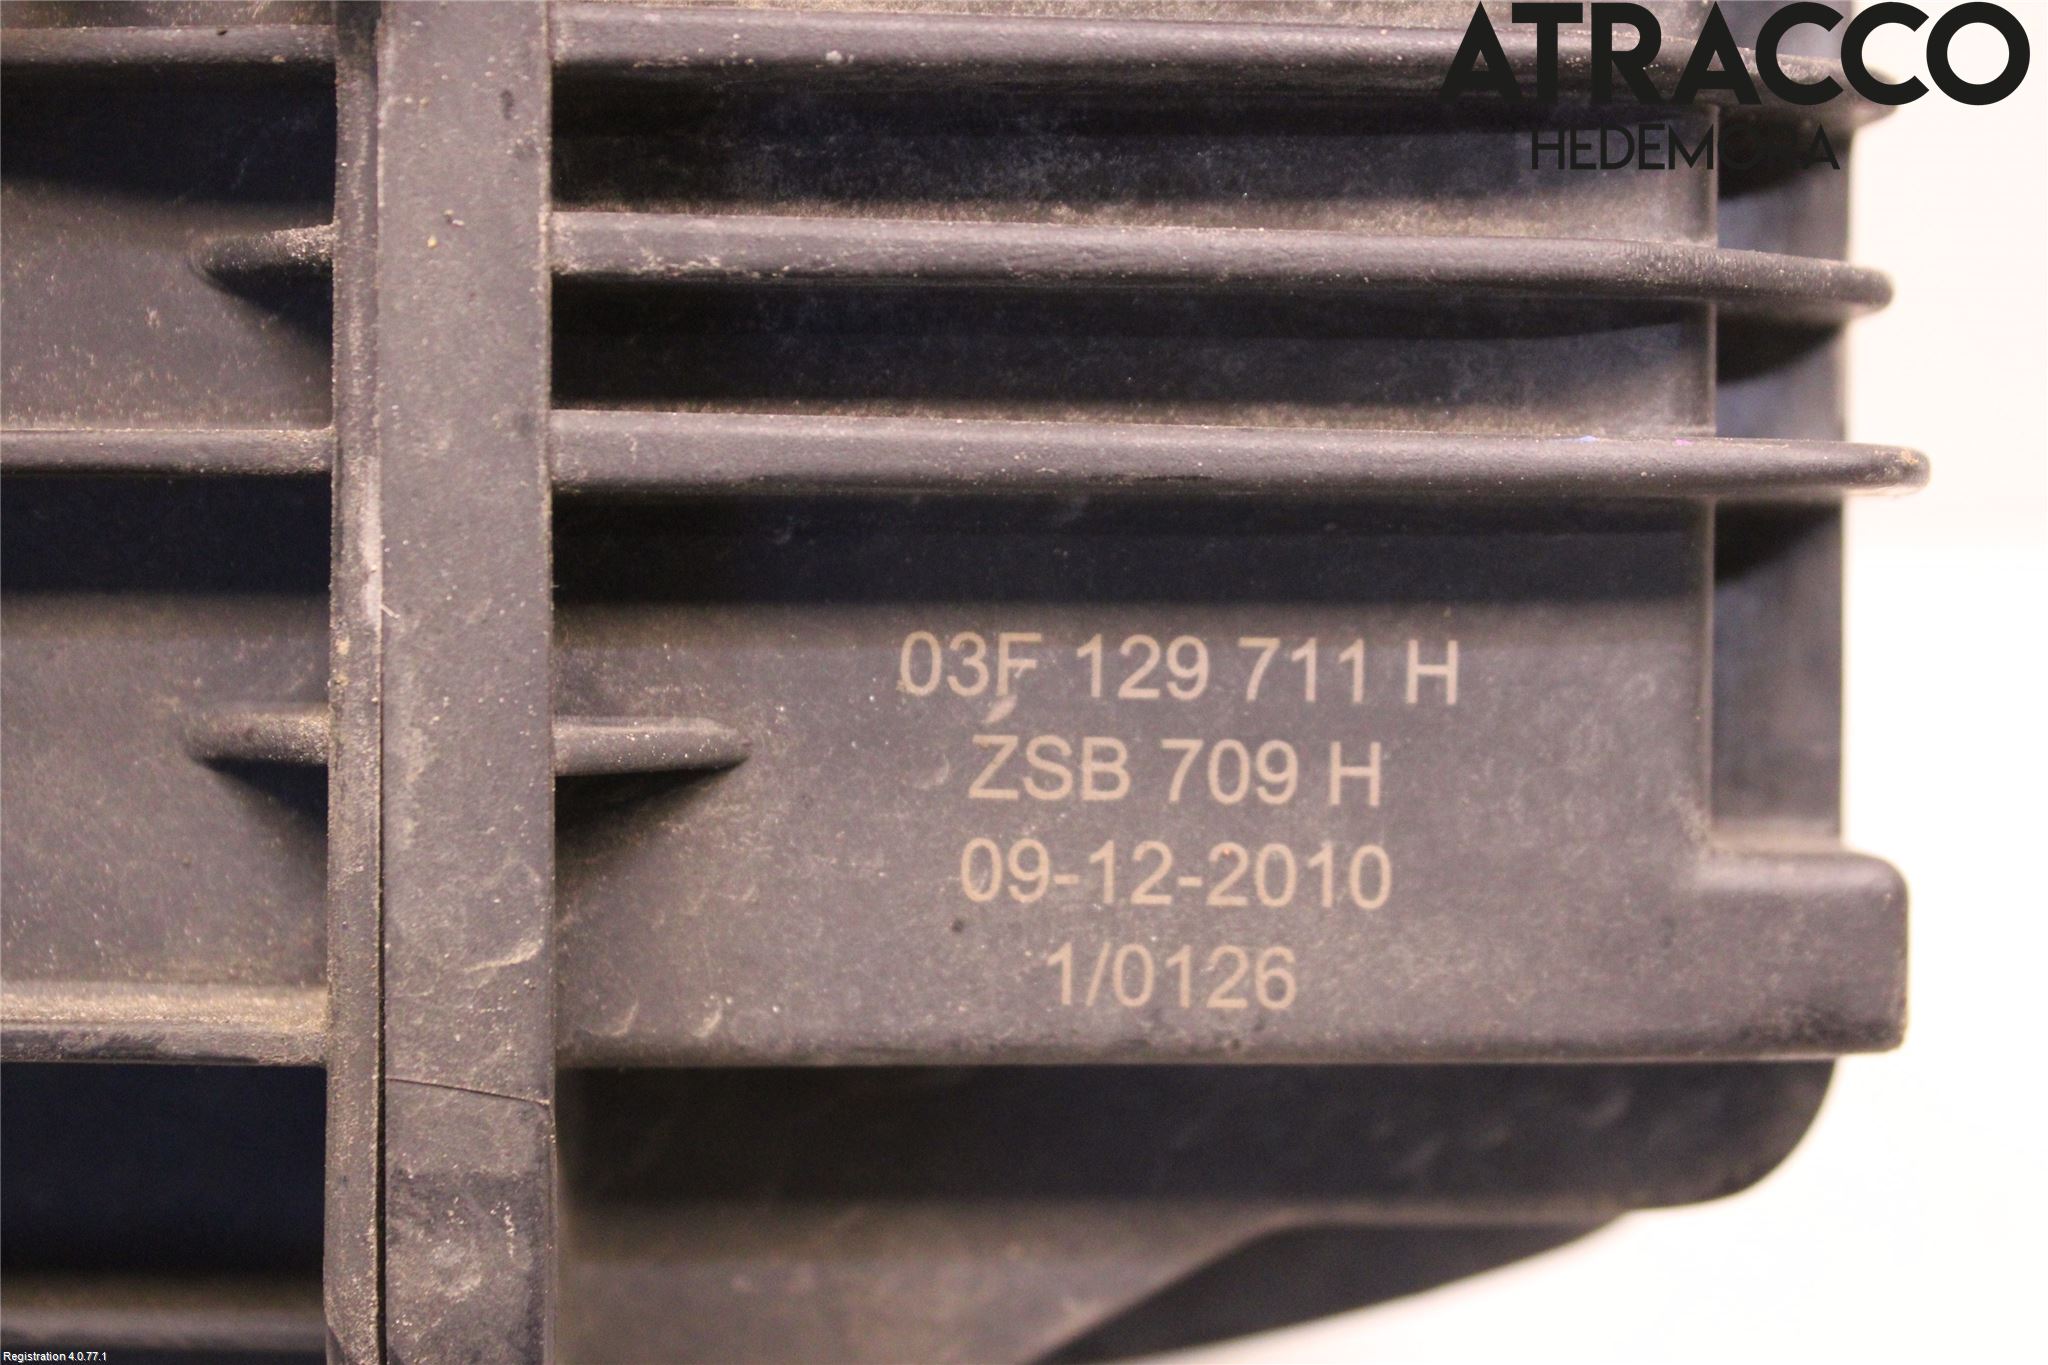 ATRACCO
HEDEMORA
03F 129 711 H
ZSB 709 H
09-12-2010
1/0126
Registration 4.0.77.1